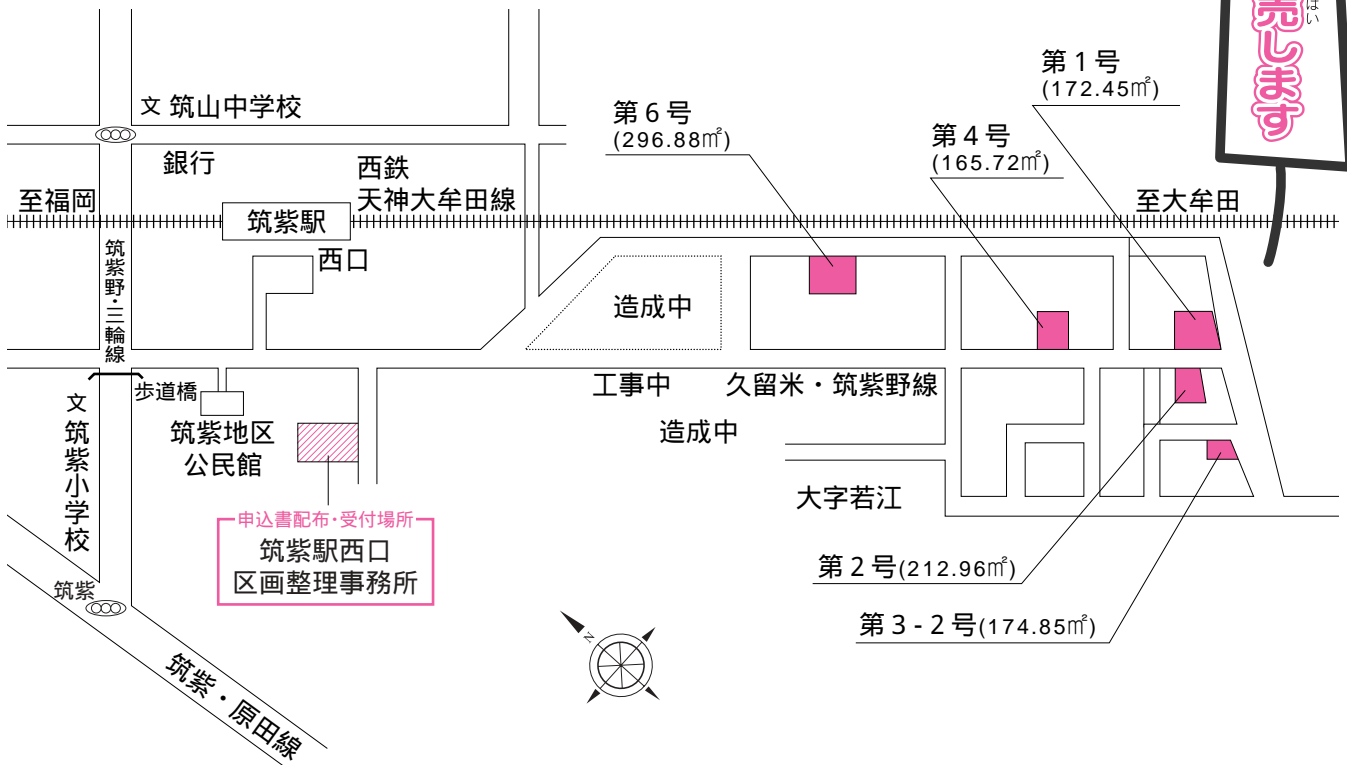 売します
ばい
第1号
(172.45㎡)
第6号
(296.88㎡)
第4号
(165.72㎡)
文 筑山中学校
銀行
西鉄
天神大牟田線
至福岡
筑紫駅
至大牟田
西口
筑紫野・三輪線
造成中
歩道橋
工事中
久留米・筑紫野線
文 筑紫小学校
筑紫地区
公民館
造成中
大字若江
申込書配布・受付場所
筑紫駅西口
区画整理事務所
第2号(212.96㎡)
第3-2号(174.85㎡)
筑紫
N
筑紫・原田線